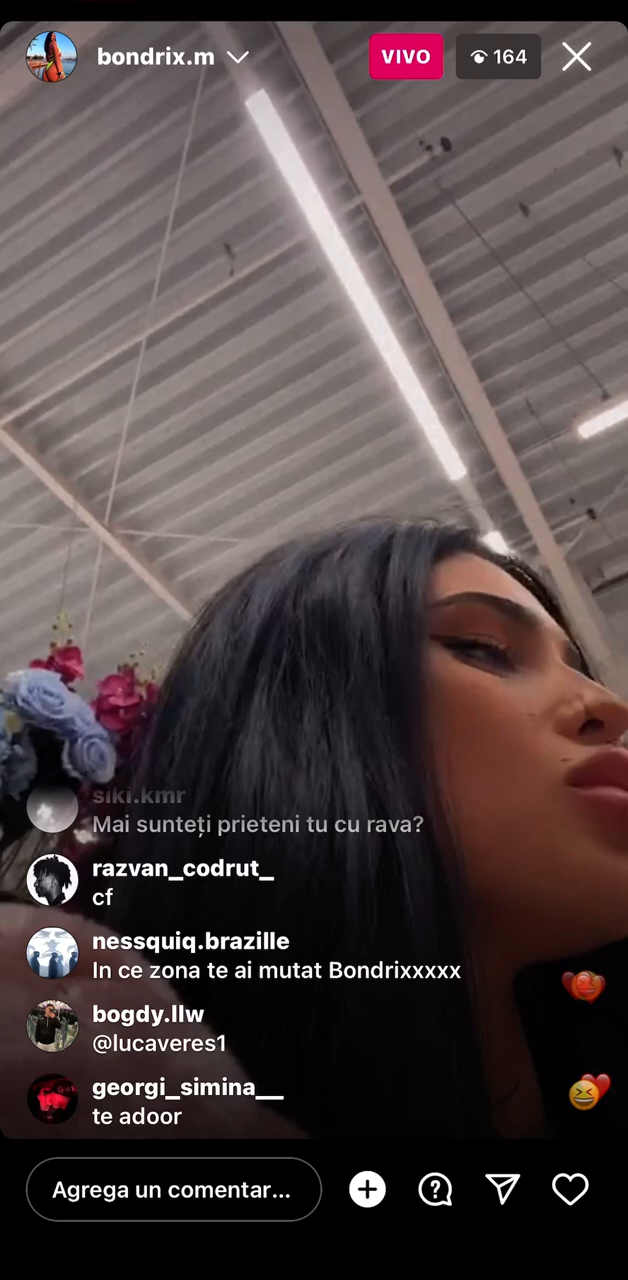 bondrix.m
VIVO
164
siki.kmr
Mai sunteți prieteni tu cu rava?
razvan_codrut_
cf
nessquiq.brazille
In ce zona te ai mutat Bondrixxxxx
bogdy.llw
@lucaveres1
georgi_simina__
te adoor
Agrega un comentar...